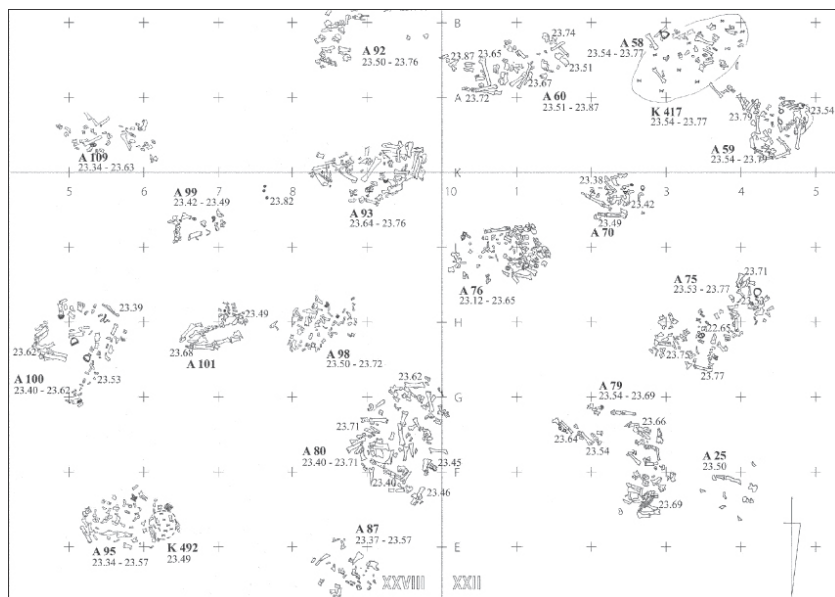 B
A 92
23.50 - 23.76
23.87
23.65
23.74
23.51
23.67
23.72
A 60
23.51 - 23.87
A 58
23.54 - 23.77
A
K 417
23.54 - 23.77
23.79
23.54
A 59
23.54 - 23.79
A 109
23.34 - 23.63
K
5
6
7
8
10
1
2
3
4
5
A 99
23.42 - 23.49
23.82
A 93
23.64 - 23.76
23.38
23.42
23.49
A 70
I
A 76
23.12 - 23.65
A 75
23.53 - 23.77
23.71
22.65
23.75
23.77
H
23.39
23.62
23.53
A 100
23.40 - 23.62
23.49
23.68
A 101
A 98
23.50 - 23.72
G
23.62
23.71
A 80
23.40 - 23.71
23.45
23.40
23.46
A 79
23.54 - 23.69
23.66
23.64
23.54
23.69
F
A 25
23.50
A 95
23.34 - 23.57
K 492
23.49
A 87
23.37 - 23.57
E
XXVIII
XXII